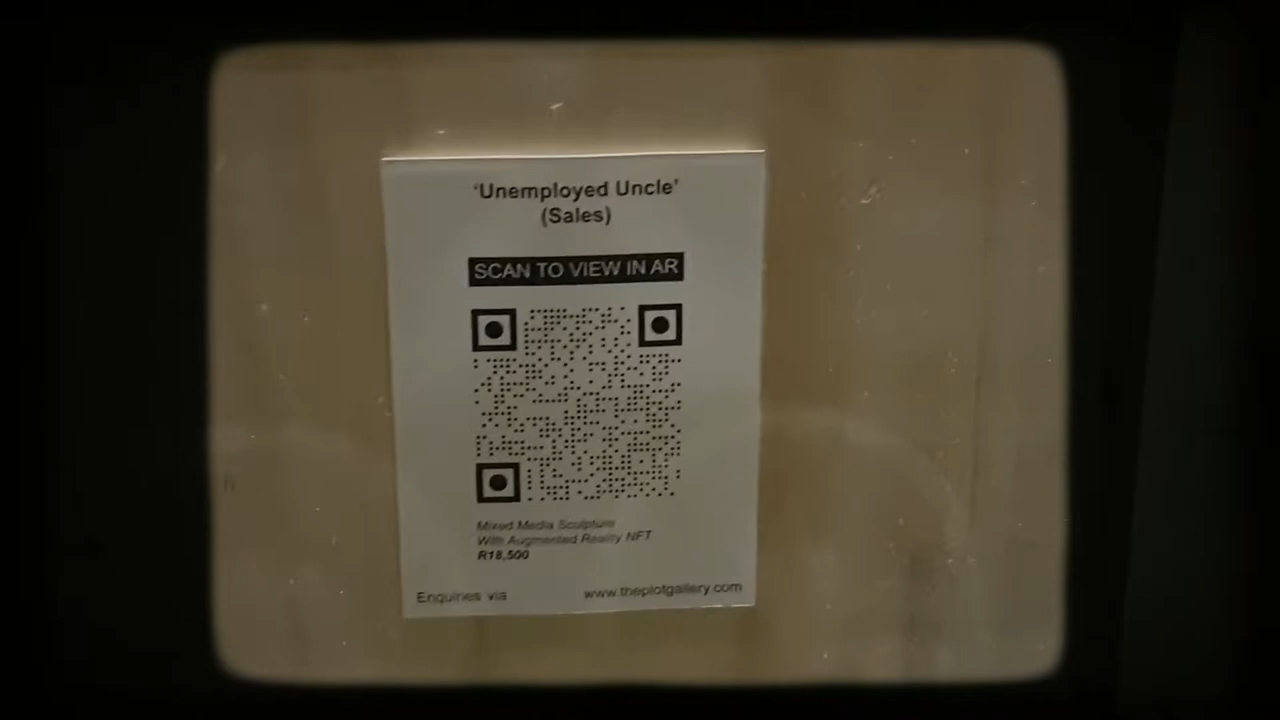 'Unemployed Uncle'
(Sales)
SCAN TO VIEW IN AR
Mixed Media Sculpture
With Augmented Reality NFT
R18,500
Enquiries via www.theplotgallery.com